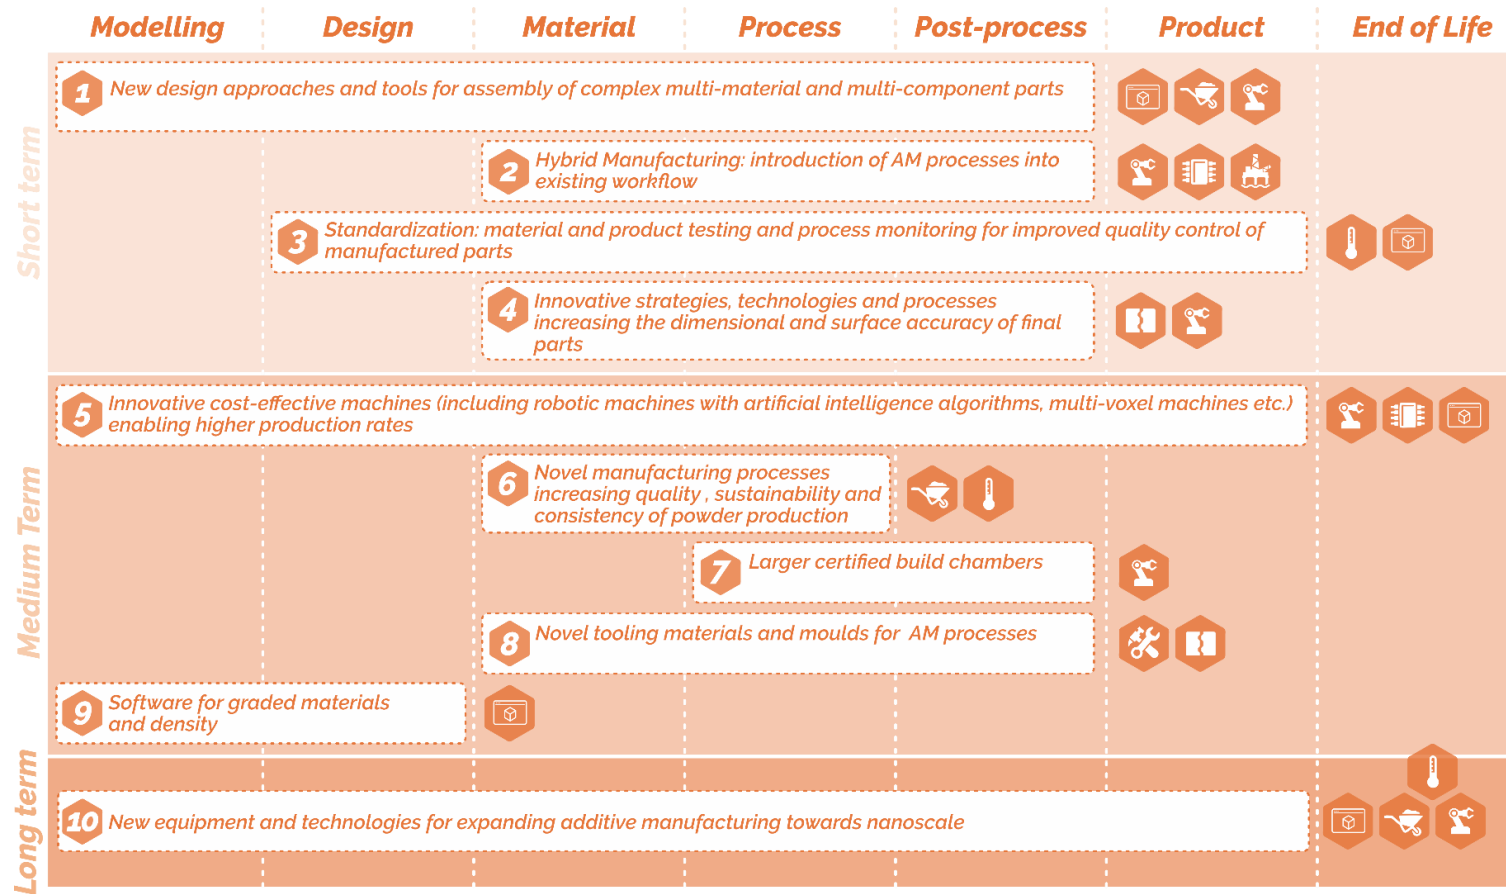 Modelling
Design
Material
Process
Post-process
Product
End of Life
Short term
1
New design approaches and tools for assembly of complex multi-material and multi-component parts
2
Hybrid Manufacturing: introduction of AM processes into
existing workflow
3
Standardization: material and product testing and process monitoring for improved quality control of
manufactured parts
4
Innovative strategies, technologies and processes
increasing the dimensional and surface accuracy of final
parts
Medium Term
5
Innovative cost-effective machines (including robotic machines with artificial intelligence algorithms, multi-voxel machines etc.)
enabling higher production rates
6
Novel manufacturing processes
increasing quality , sustainability and
consistency of powder production
7
Larger certified build chambers
8
Novel tooling materials and moulds for AM processes
9
Software for graded materials
and density
Long term
10
New equipment and technologies for expanding additive manufacturing towards nanoscale